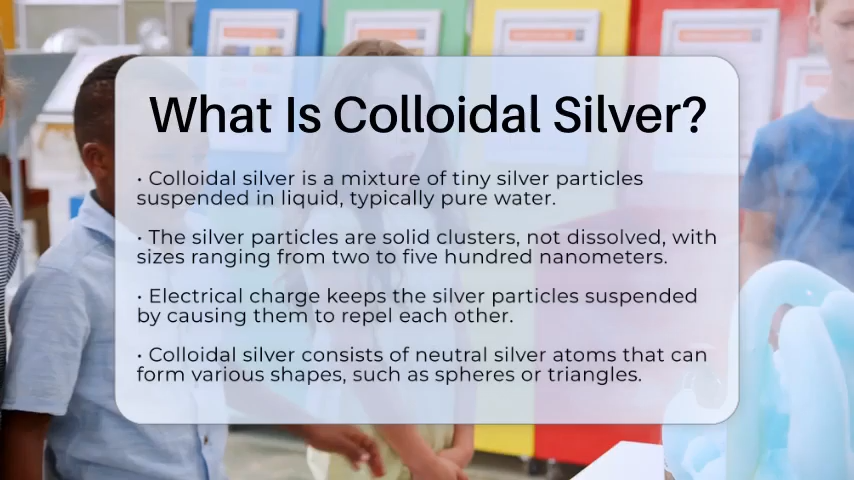 What Is Colloidal Silver?
• Colloidal silver is a mixture of tiny silver particles
suspended in liquid, typically pure water.
• The silver particles are solid clusters, not dissolved, with
sizes ranging from two to five hundred nanometers.
• Electrical charge keeps the silver particles suspended
by causing them to repel each other.
• Colloidal silver consists of neutral silver atoms that can
form various shapes, such as spheres or triangles.